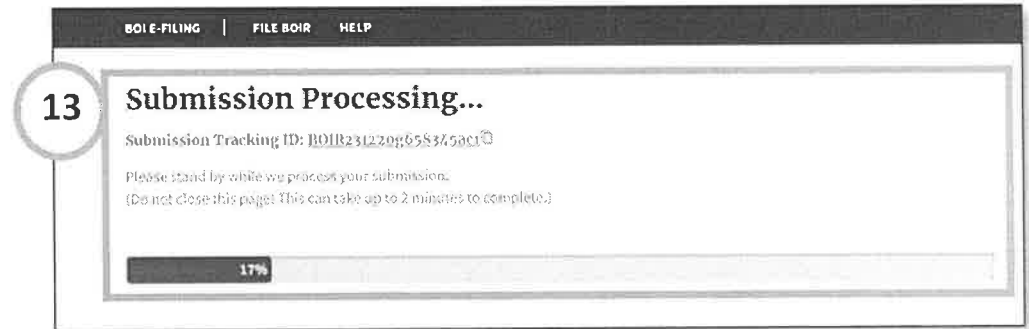 BOI E-FILING | FILE BOIR HELP
13
Submission Processing...
Submission Tracking ID:
Please stand by while we process your submission.
(Do not close this page! This can take up to 2 minutes to complete.)
17%